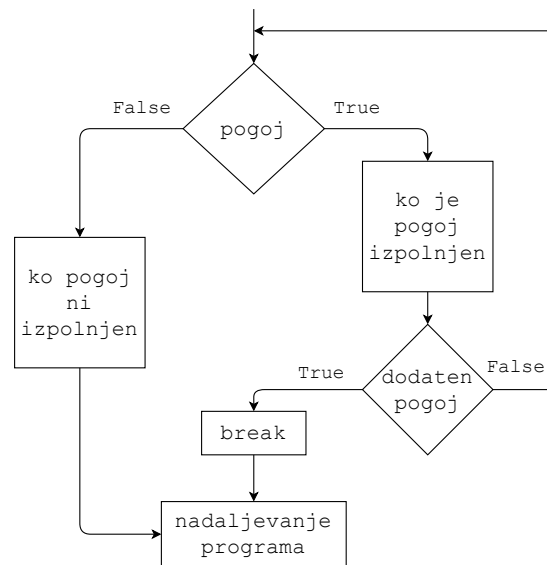 False
True
pogoj
ko je
pogoj
izpolnjen
ko pogoj
ni
izpolnjen
True
dodaten
pogoj
False
break
nadaljevanje
programa